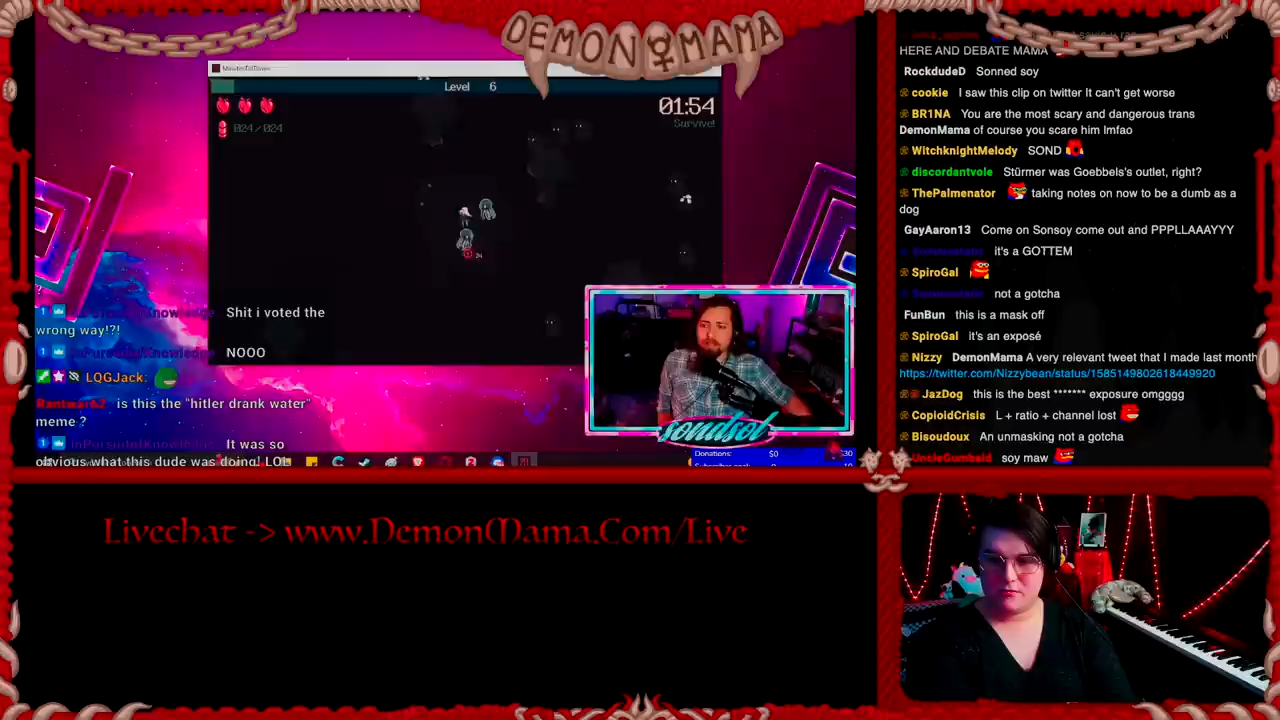 DEMON MAMA
Level 6
01:54
Survive!
024/024
24
Shit i voted the
wrong way!?!
NOOO
LQGJack:
is this the "hitler drank water"
meme ?
It was so
obvious what this dude was doing! LOL
sondsol
Donations: $0
HERE AND DEBATE MAMA
RockdudeD Sonned soy
cookie I saw this clip on twitter It can't get worse
BR1NA You are the most scary and dangerous trans
DemonMama of course you scare him lmfao
WitchknightMelody SOND
discordantvole Stürmer was Goebbel's outlet, right?
ThePalmenator taking notes on now to be a dumb as a
dog
GayAaron13 Come on Sonsoy come out and PPPLLAAAYYY
it's a GOTTEM
SpiroGal
not a gotcha
FunBun this is a mask off
SpiroGal it's an exposé
Nizzy DemonMama A very relevant tweet that I made last month
https://twitter.com/Nizzybean/status/1585149802618449920
JazDog this is the best ******* exposure omgggg
CopioidCrisis L + ratio + channel lost
Bisoudoux An unmasking not a gotcha
UncleGumbald soy maw
Livechat -> www.DemonMama.Com/Live